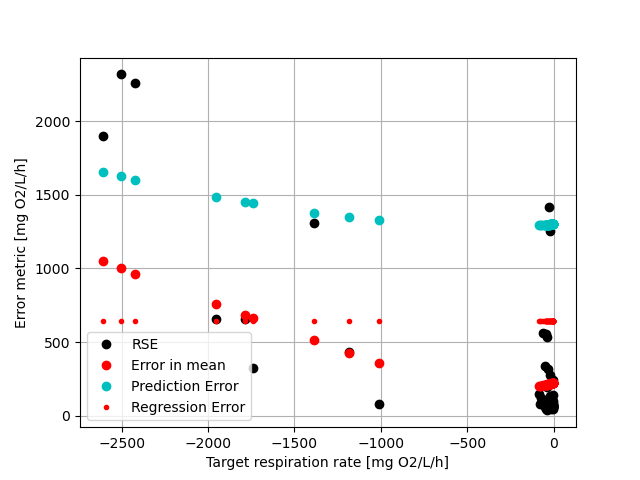 2000
1500
1000
500
0
Error metric [mg O2/L/h]
RSE
Error in mean
Prediction Error
Regression Error
−2500 −2000 −1500 −1000 −500 0
Target respiration rate [mg O2/L/h]